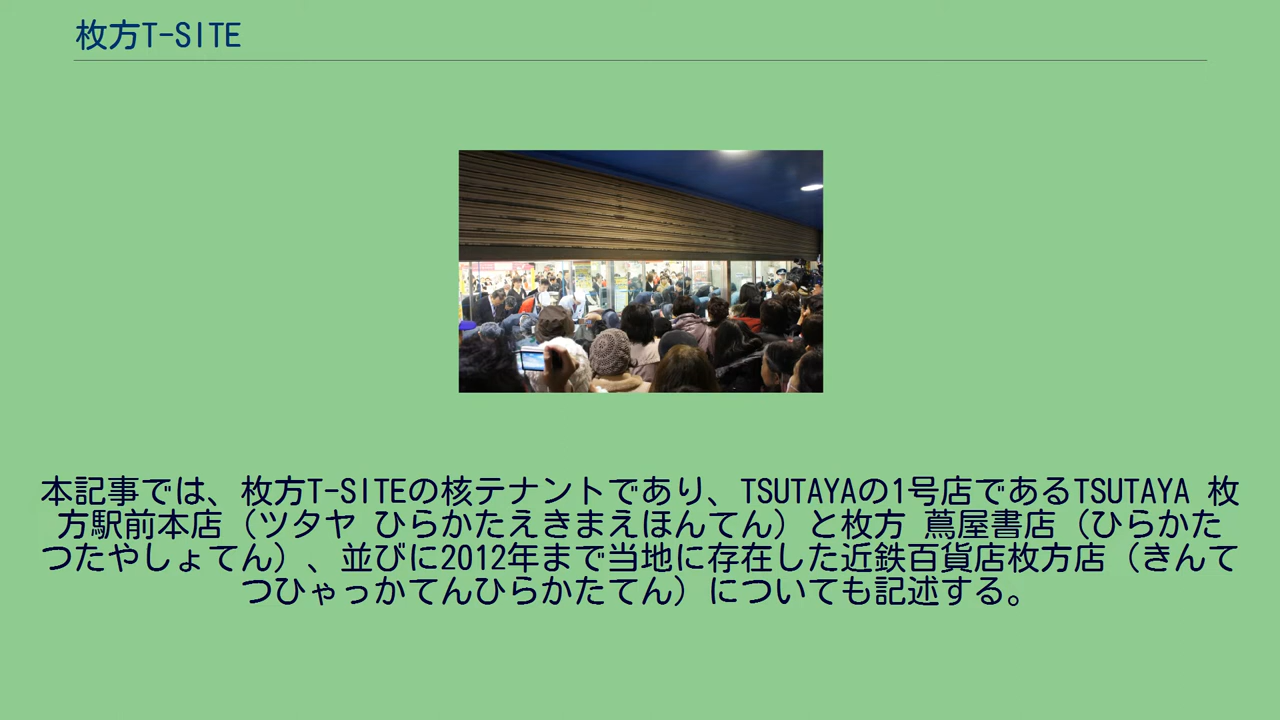 枚方T-SITE
本記事では、枚方T-SITEの核テナントであり、TSUTAYAの1号店であるTSUTAYA 枚
方駅前本店（ツタヤ ひらかたえきまえほんてん）と枚方 蔦屋書店（ひらかた
つたやしょてん）、並びに2012年まで当地に存在した近鉄百貨店枚方店（きんて
つひゃっかてんひらかたてん）についても記述する。